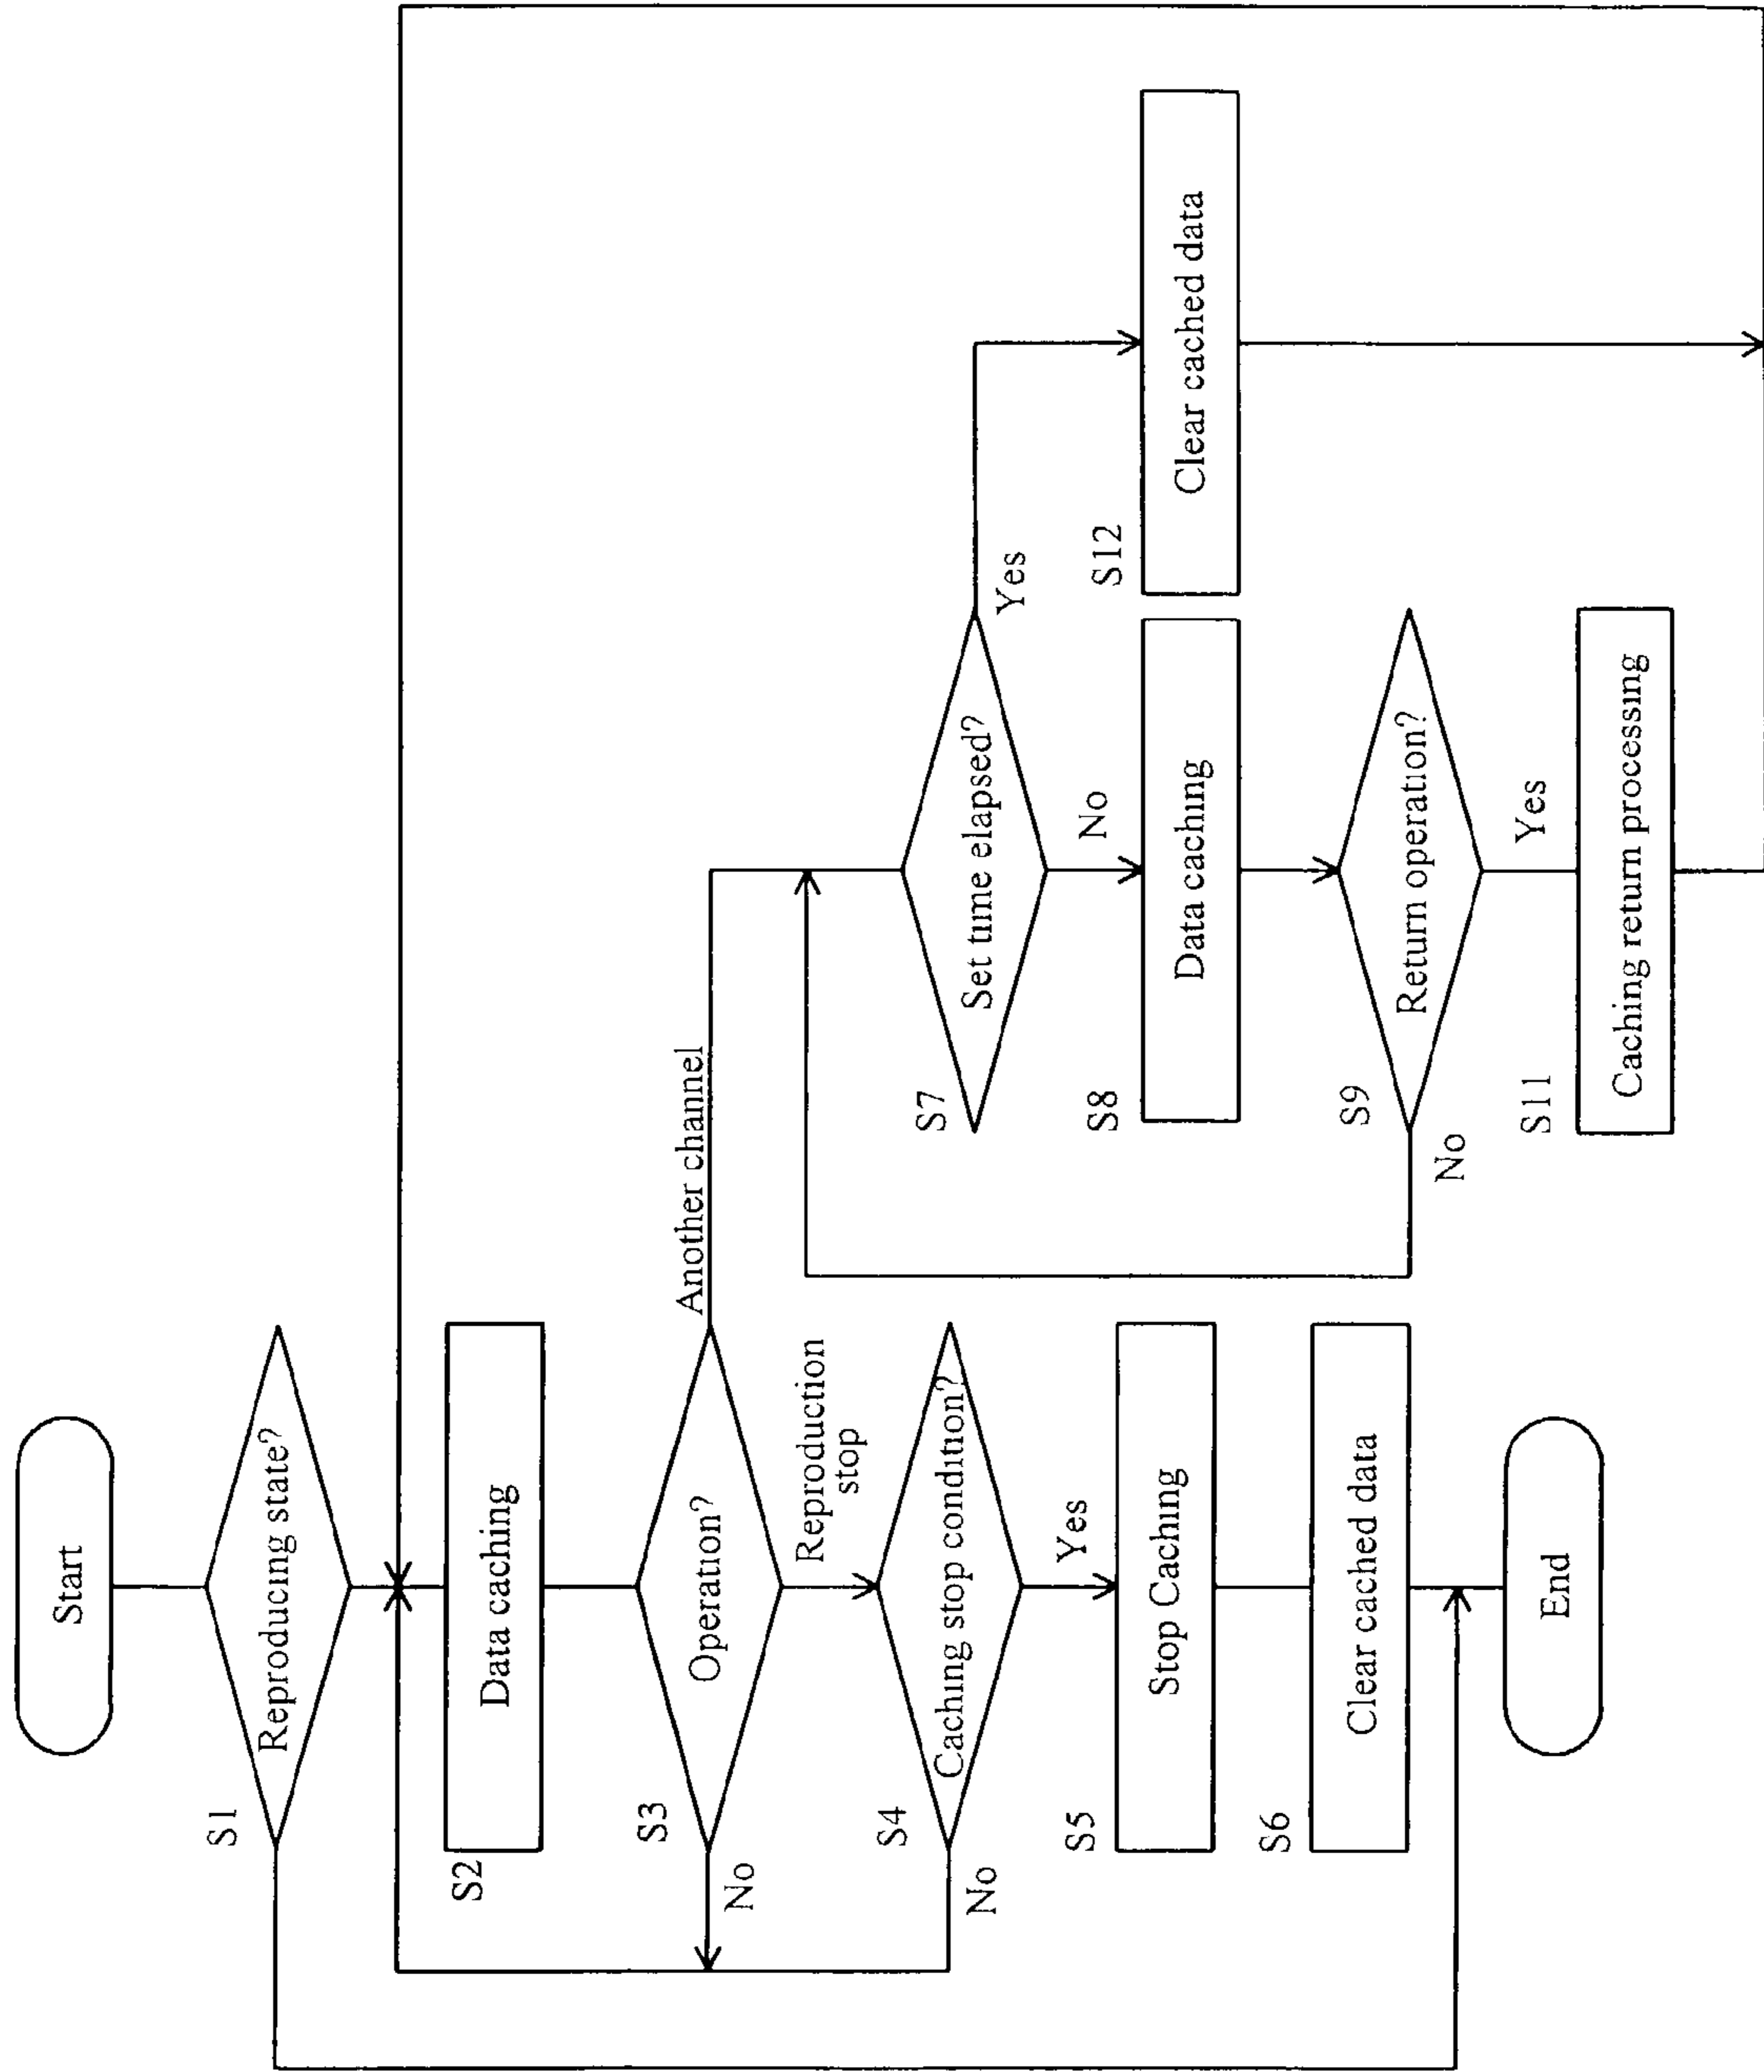 Start
S1
Reproducing state?
S2
Data caching
S3
Operation?
No
Another channel
Reproduction
stop
S4
Caching stop condition?
No
Yes
S5
Stop Caching
S6
Clear cached data
End
S7
Set time elapsed?
Yes
No
S8
Data caching
S9
Return operation?
No
Yes
S11
Caching return processing
S12
Clear cached data